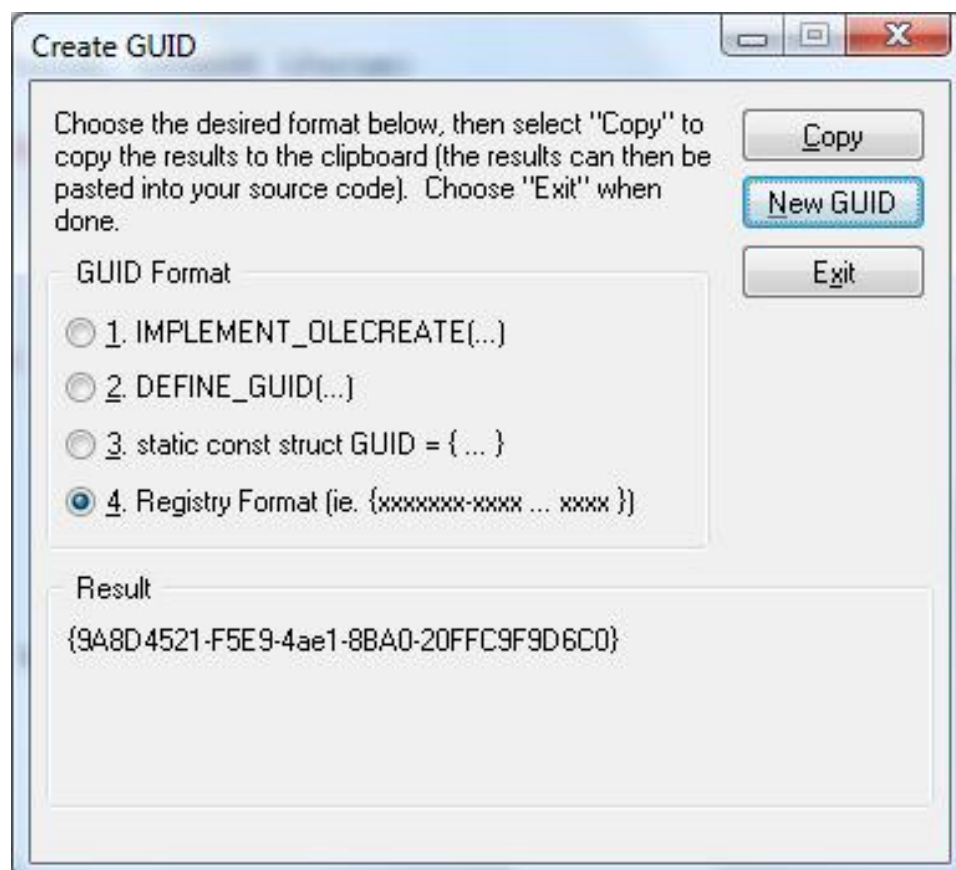 Create GUID
Choose the desired format below, then select "Copy" to
copy the results to the clipboard (the results can then be
pasted into your source code).  Choose "Exit" when
done.
Copy
New GUID
Exit
GUID Format
1. IMPLEMENT_OLECREATE(...)
2. DEFINE_GUID(...)
3. static const struct GUID = { ... }
4. Registry Format (ie. {xxxxxxx-xxxx ... xxxx })
Result
{9A8D4521-F5E9-4ae1-8BA0-20FFC9F9D6C0}